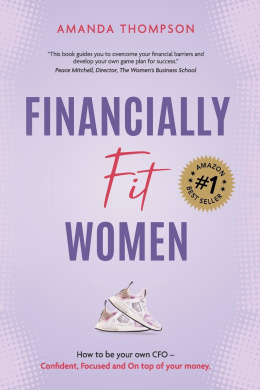 AMANDA THOMPSON
"This book guides you to overcome your financial barriers and
develop your own game plan for success."
Peace Mitchell, Director, The Women's Business School
FINANCIALLY
Fit
WOMEN
AMAZON
#1
BEST SELLER
How to be your own CFO –
Confident, Focused and On top of your money.